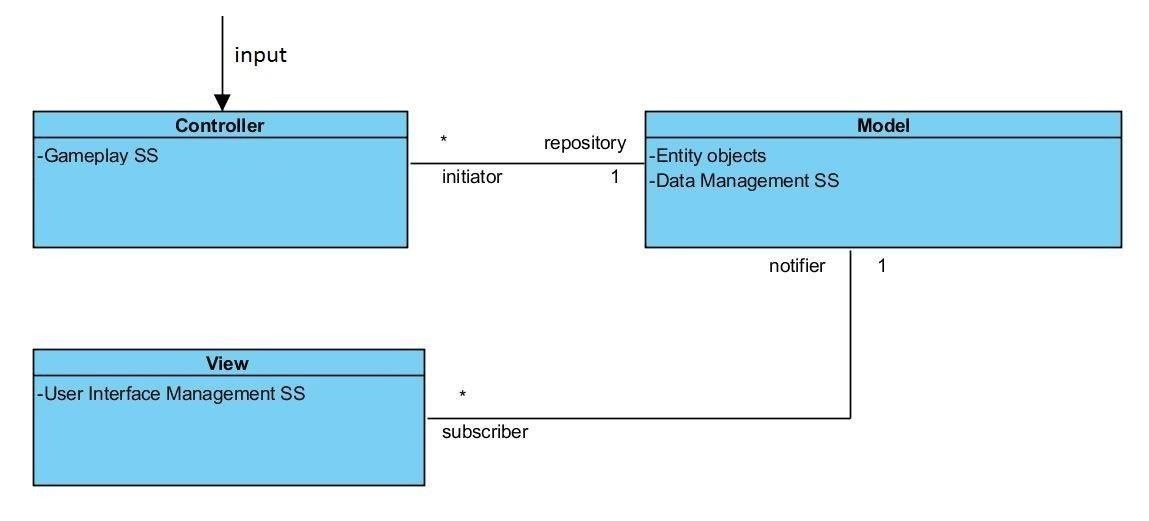 input
Controller
-Gameplay SS
*
initiator
repository
1
Model
-Entity objects
-Data Management SS
notifier
1
View
-User Interface Management SS
*
subscriber